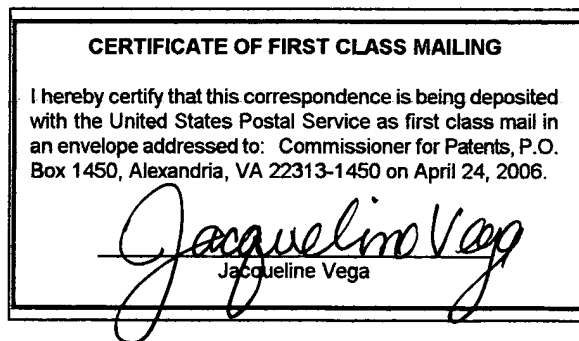 CERTIFICATE OF FIRST CLASS MAILING
I hereby certify that this correspondence is being deposited
with the United States Postal Service as first class mail in
an envelope addressed to: Commissioner for Patents, P.O.
Box 1450, Alexandria, VA 22313-1450 on April 24, 2006.
Jacqueline Vega
Jacqueline Vega